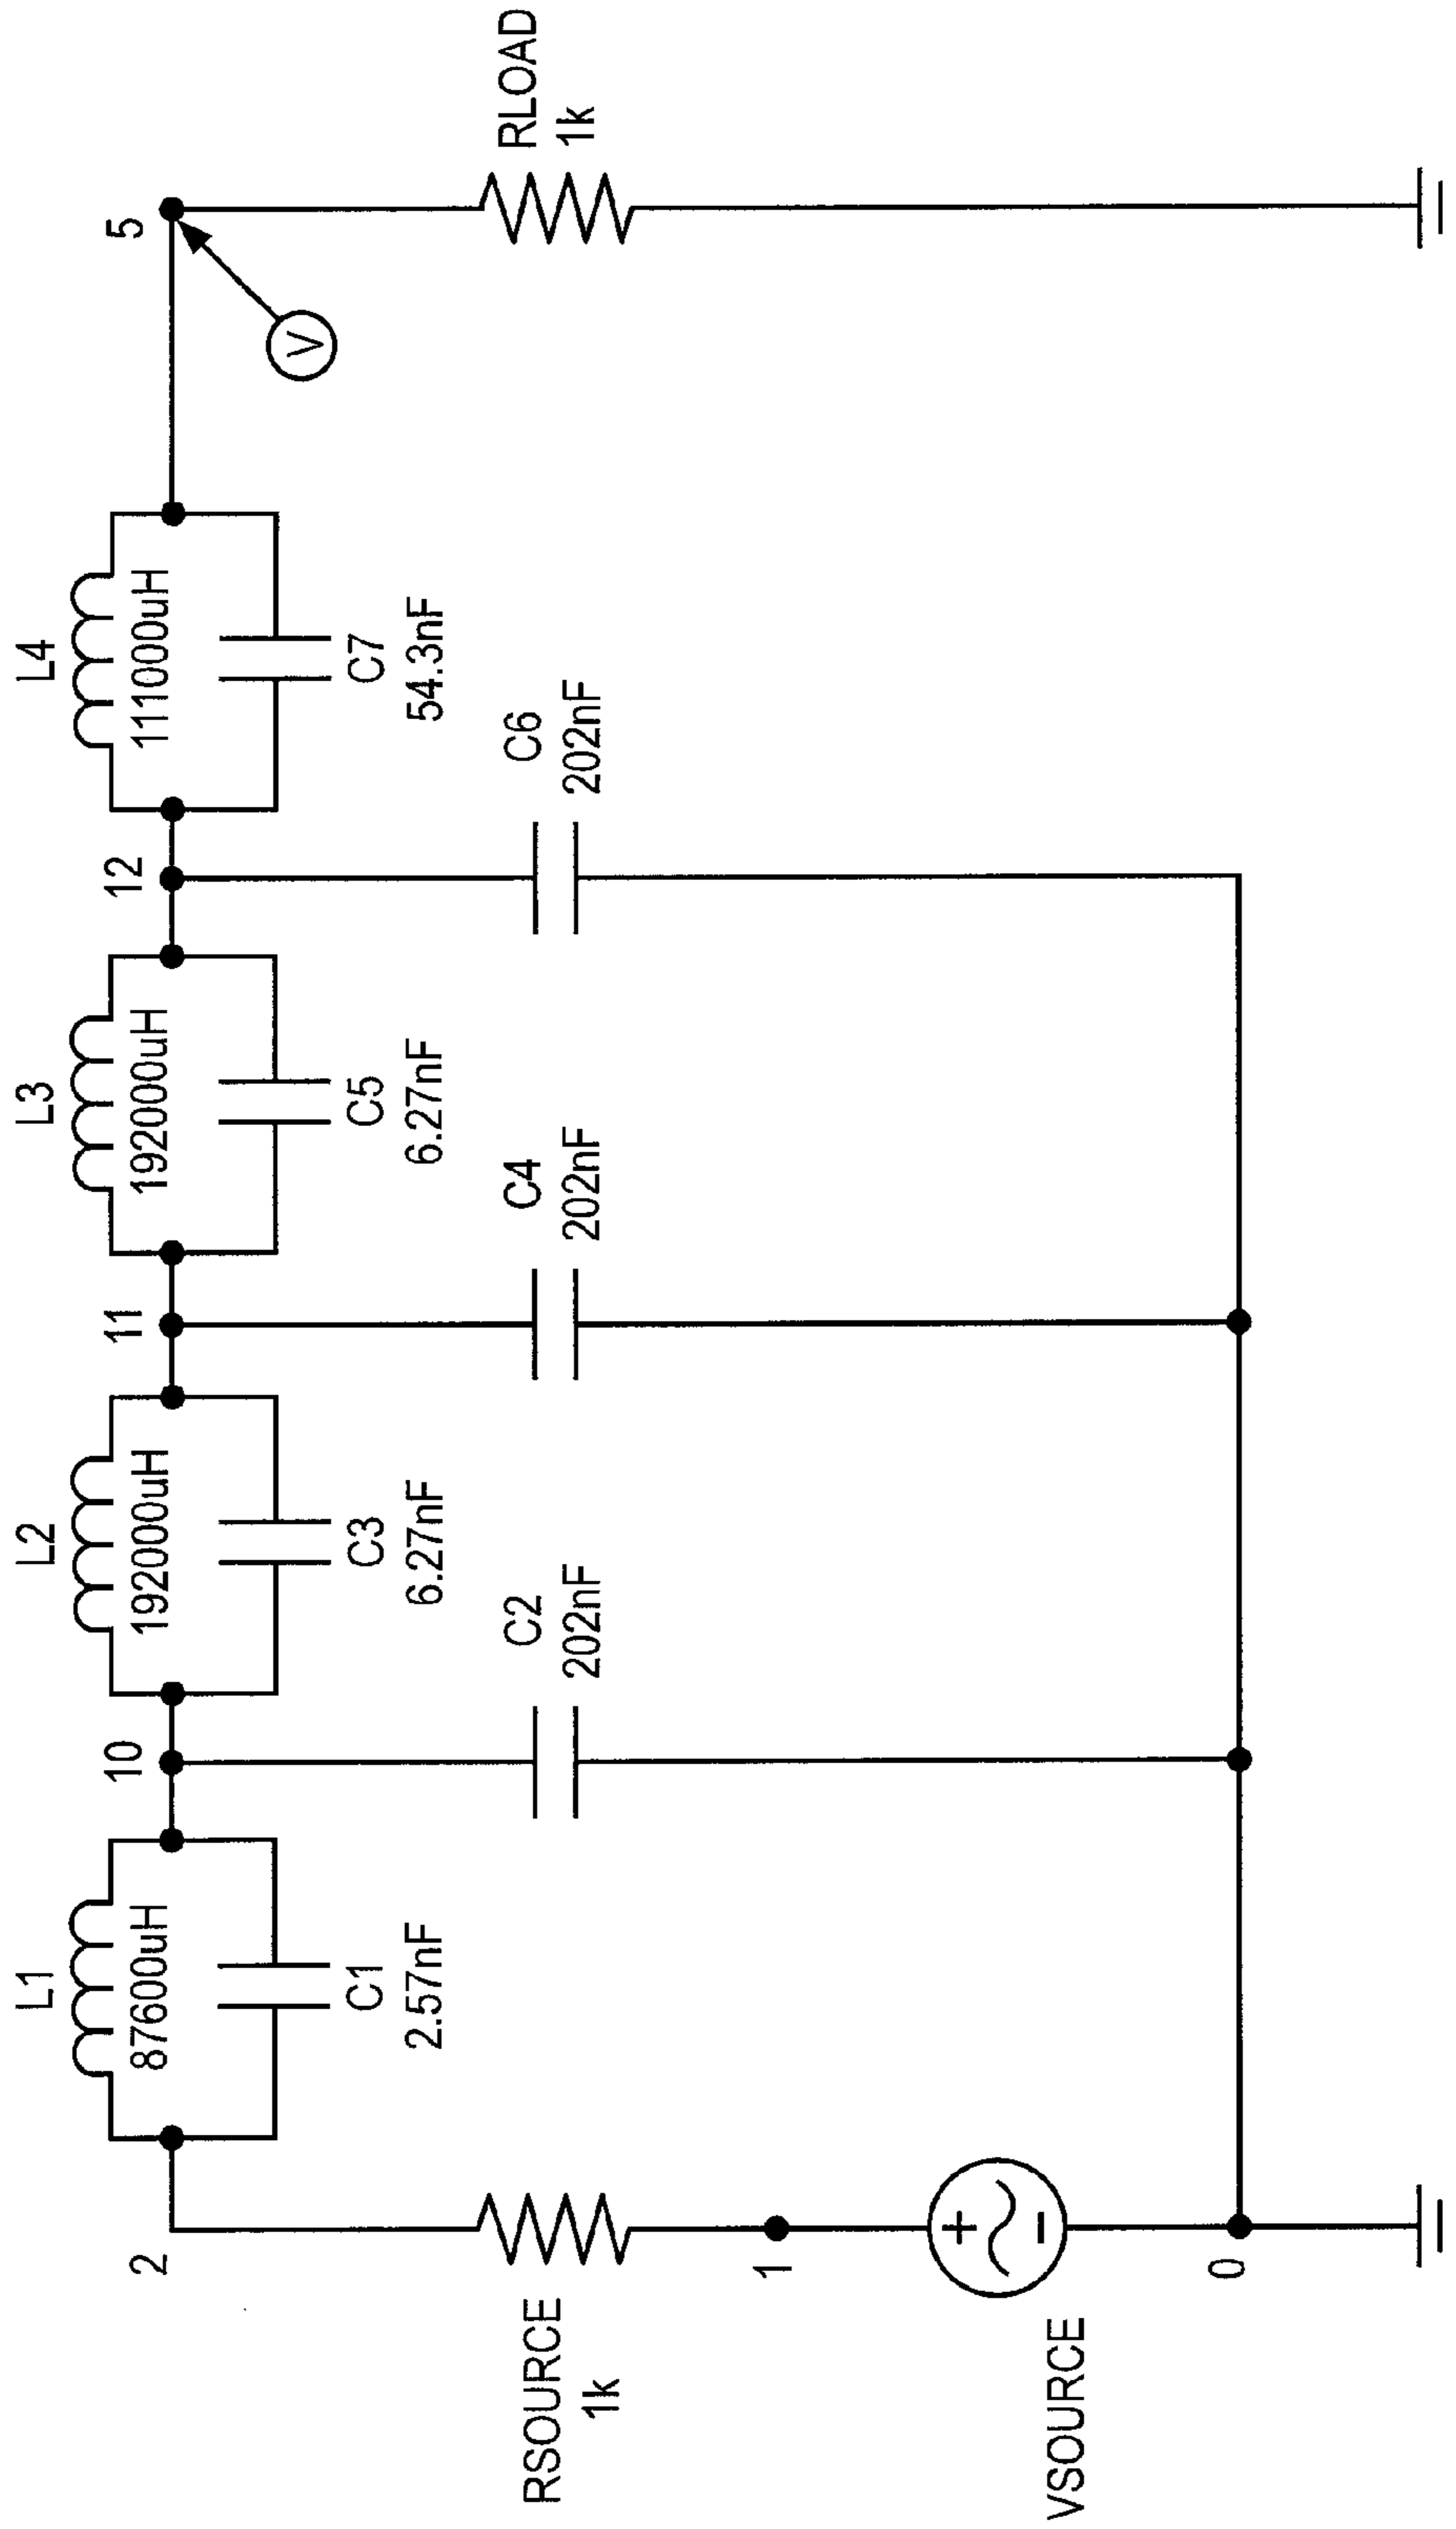 L1
87600uH
C1
2.57nF
L2
192000uH
C3
6.27nF
L3
192000uH
C5
6.27nF
L4
111000uH
C7
54.3nF
2
10
11
12
5
V
C2
202nF
C4
202nF
C6
202nF
RSOURCE
1k
RLOAD
1k
1
+
-
VSOURCE
0